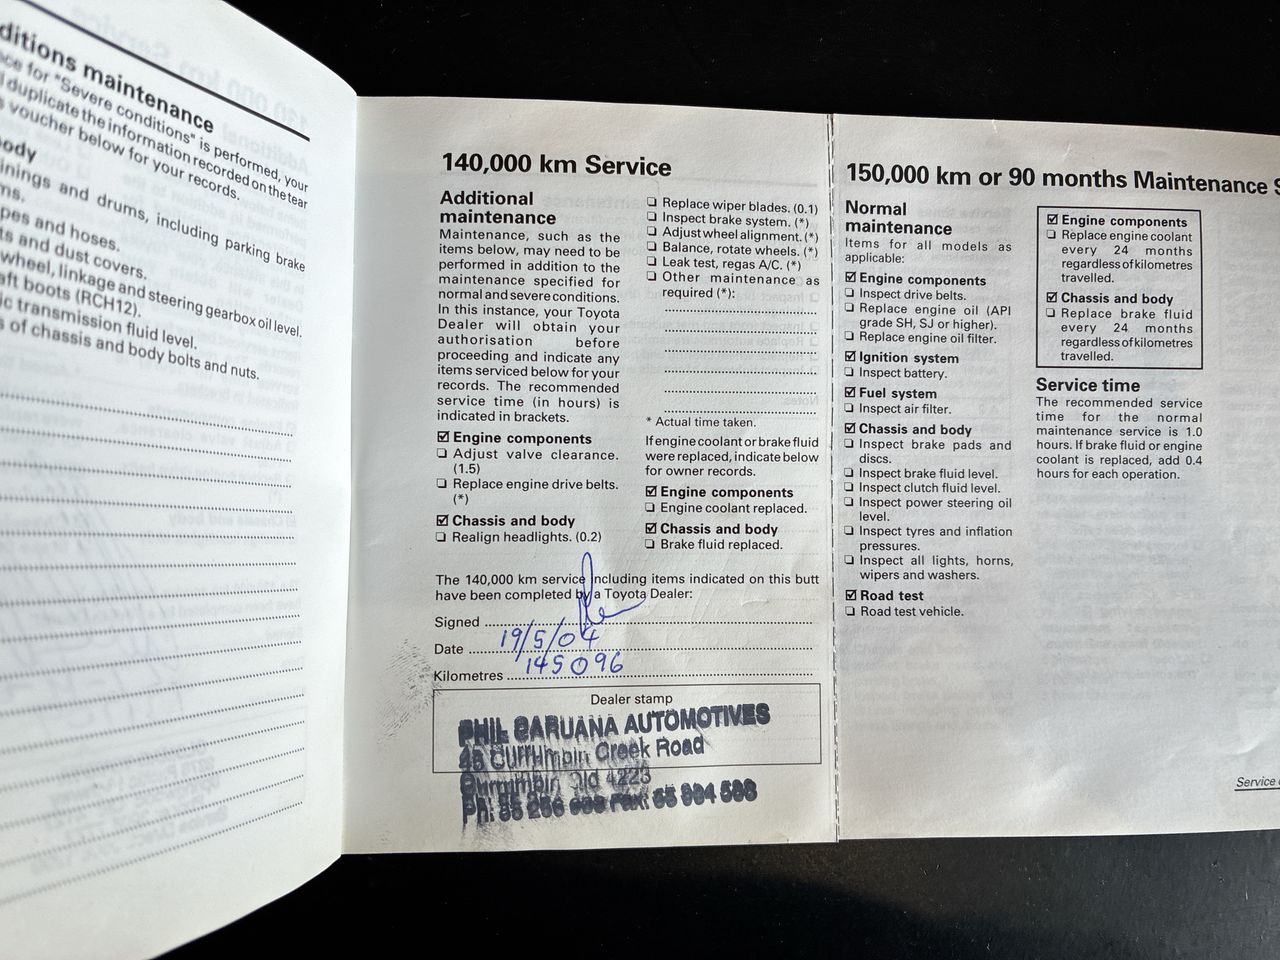 ditions maintenance
ce for "Severe conditions" is performed, your
duplicate the information recorded on the tear
voucher below for your records.
ody
inings and drums, including parking brake
ms.
pes and hoses.
ts and dust covers.
wheel, linkage and steering gearbox oil level.
aft boots (RCH12).
ic transmission fluid level.
s of chassis and body bolts and nuts.
140,000 km Service
Additional
maintenance
Maintenance, such as the
items below, may need to be
performed in addition to the
maintenance specified for
normal and severe conditions.
In this instance, your Toyota
Dealer will obtain your
authorisation before
proceeding and indicate any
items serviced below for your
records. The recommended
service time (in hours) is
indicated in brackets.
☑ Engine components
❏ Adjust valve clearance.
(1.5)
❏ Replace engine drive belts.
(*)
☑ Chassis and body
❏ Realign headlights. (0.2)
❏ Replace wiper blades. (0.1)
❏ Inspect brake system. (*)
❏ Adjust wheel alignment. (*)
❏ Balance, rotate wheels. (*)
❏ Leak test, regas A/C. (*)
❏ Other maintenance as
required (*):
* Actual time taken.
If engine coolant or brake fluid
were replaced, indicate below
for owner records.
☑ Engine components
❏ Engine coolant replaced.
☑ Chassis and body
❏ Brake fluid replaced.
The 140,000 km service including items indicated on this butt
have been completed by a Toyota Dealer:
Signed
Date 19/5/04
Kilometres 145096
Dealer stamp
PHIL CARUANA AUTOMOTIVES
Currumbin Creek Road
Currumbin Qld 4223
Ph: 55 Fax: 55
150,000 km or 90 months Maintenance S
Normal
maintenance
Items for all models as
applicable:
☑ Engine components
❏ Inspect drive belts.
❏ Replace engine oil (API
grade SH, SJ or higher).
❏ Replace engine oil filter.
☑ Ignition system
❏ Inspect battery.
☑ Fuel system
❏ Inspect air filter.
☑ Chassis and body
❏ Inspect brake pads and
discs.
❏ Inspect brake fluid level.
❏ Inspect clutch fluid level.
❏ Inspect power steering oil
level.
❏ Inspect tyres and inflation
pressures.
❏ Inspect all lights, horns,
wipers and washers.
☑ Road test
❏ Road test vehicle.
☑ Engine components
❏ Replace engine coolant
every 24 months
regardless of kilometres
travelled.
☑ Chassis and body
❏ Replace brake fluid
every 24 months
regardless of kilometres
travelled.
Service time
The recommended service
time for the normal
maintenance service is 1.0
hours. If brake fluid or engine
coolant is replaced, add 0.4
hours for each operation.
Service